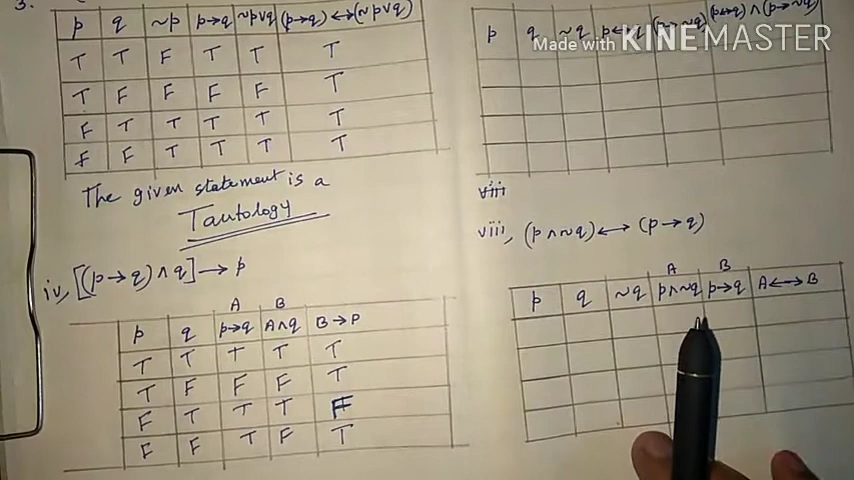 3.
p q ~p p→q ~p∨q (p→q)↔(~p∨q)
T T F T T T
T F F F F T
F T T T T T
F F T T T T
The given statement is a
Tautology
iv, [(p→q)∧q]→p
A B
p q p→q A∧q B→P
T T T T T
T F F F T
F T T T F
F F T F T
p q ~q p↔q (p→~q) (p↔q)∧(p→~q)
Made with KINEMASTER
viii
viii, (p∧~q)↔(p→q)
A B
p q ~q p∧~q p→q A↔B